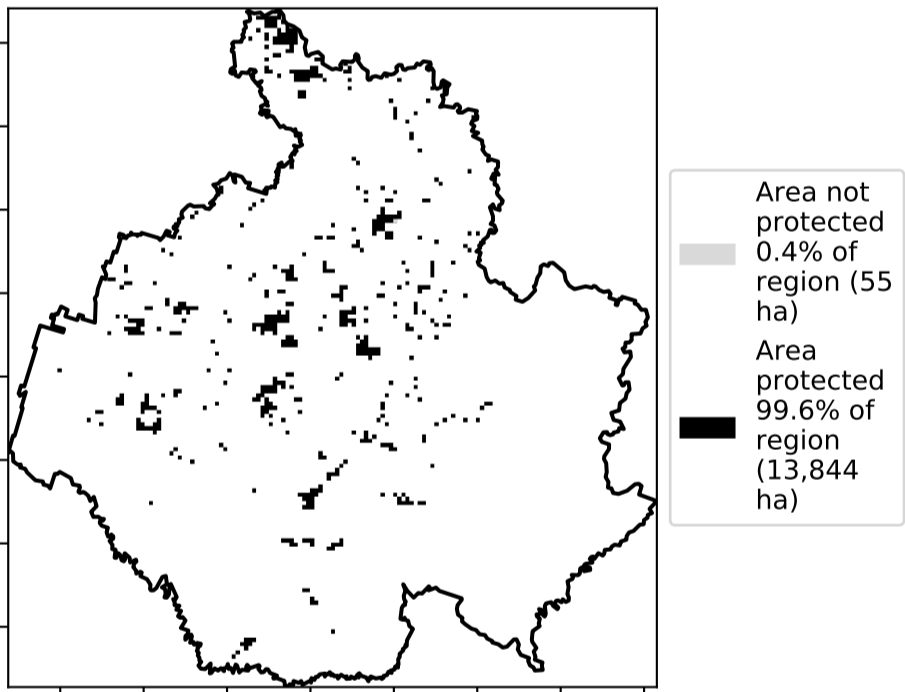 Area not
protected
0.4% of
region (55
ha)
Area
protected
99.6% of
region
(13,844
ha)